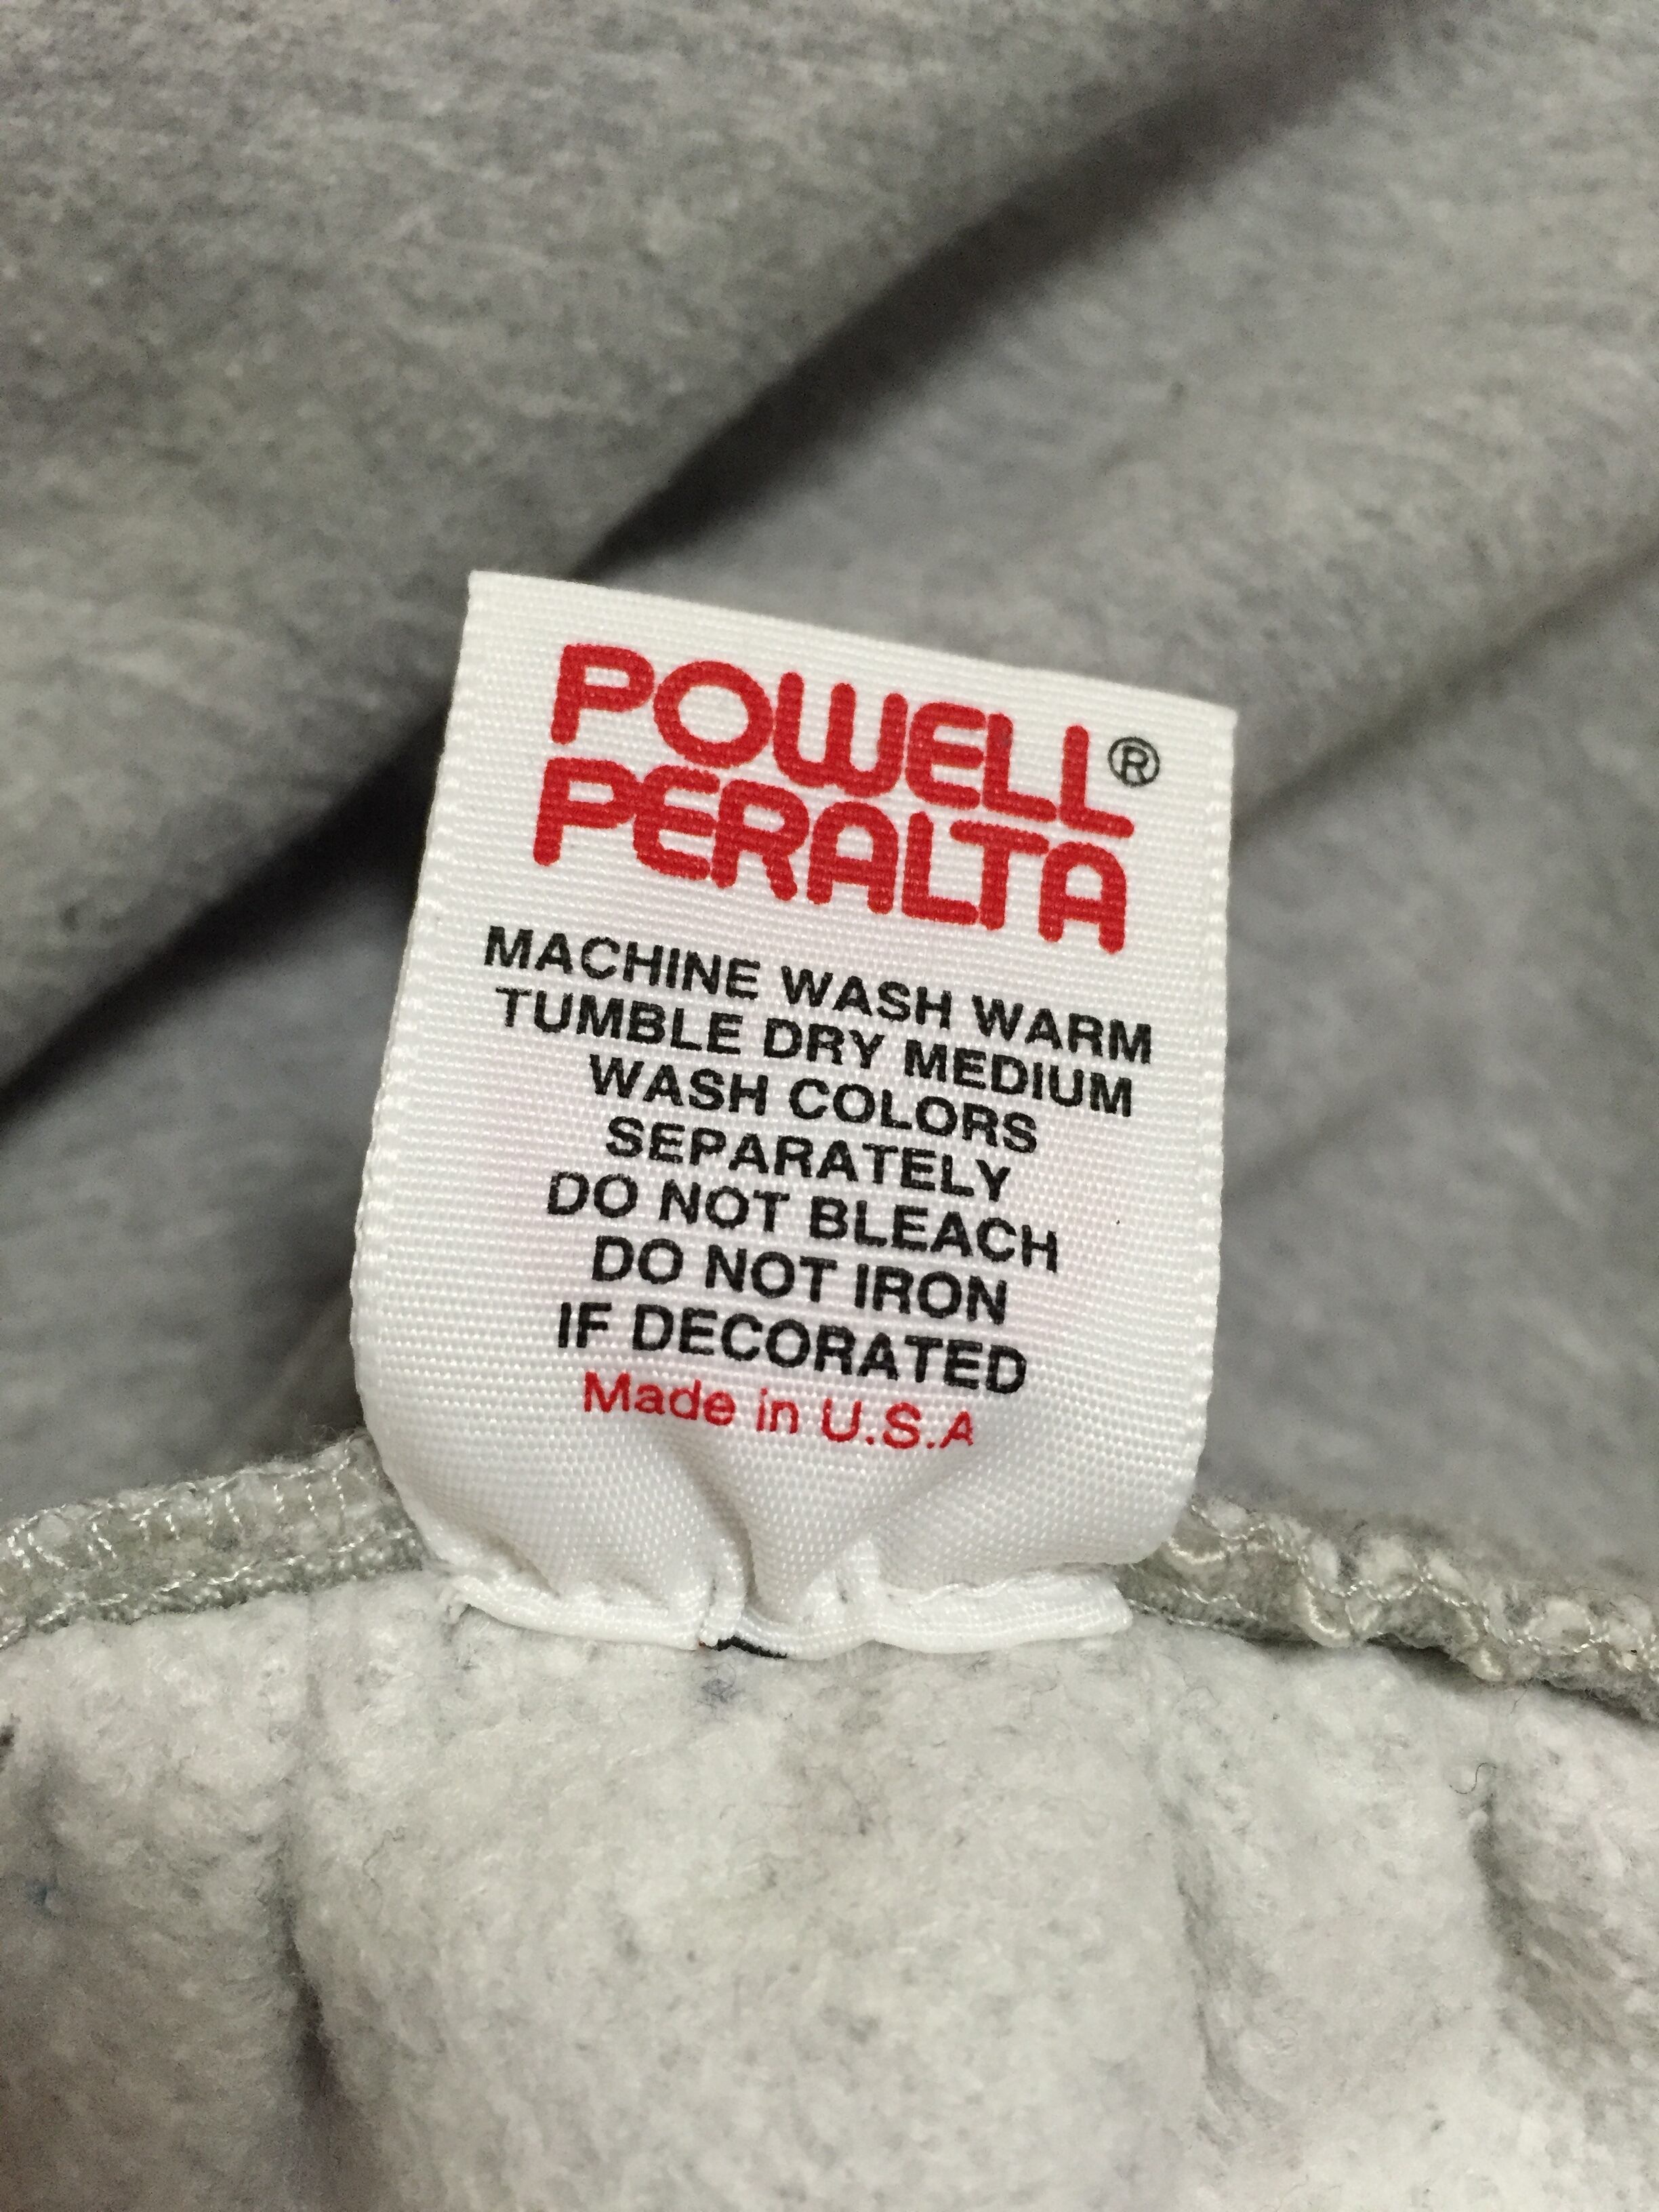 POWELL®
PERALTA
MACHINE WASH WARM
TUMBLE DRY MEDIUM
WASH COLORS
SEPARATELY
DO NOT BLEACH
DO NOT IRON
IF DECORATED
Made in U.S.A